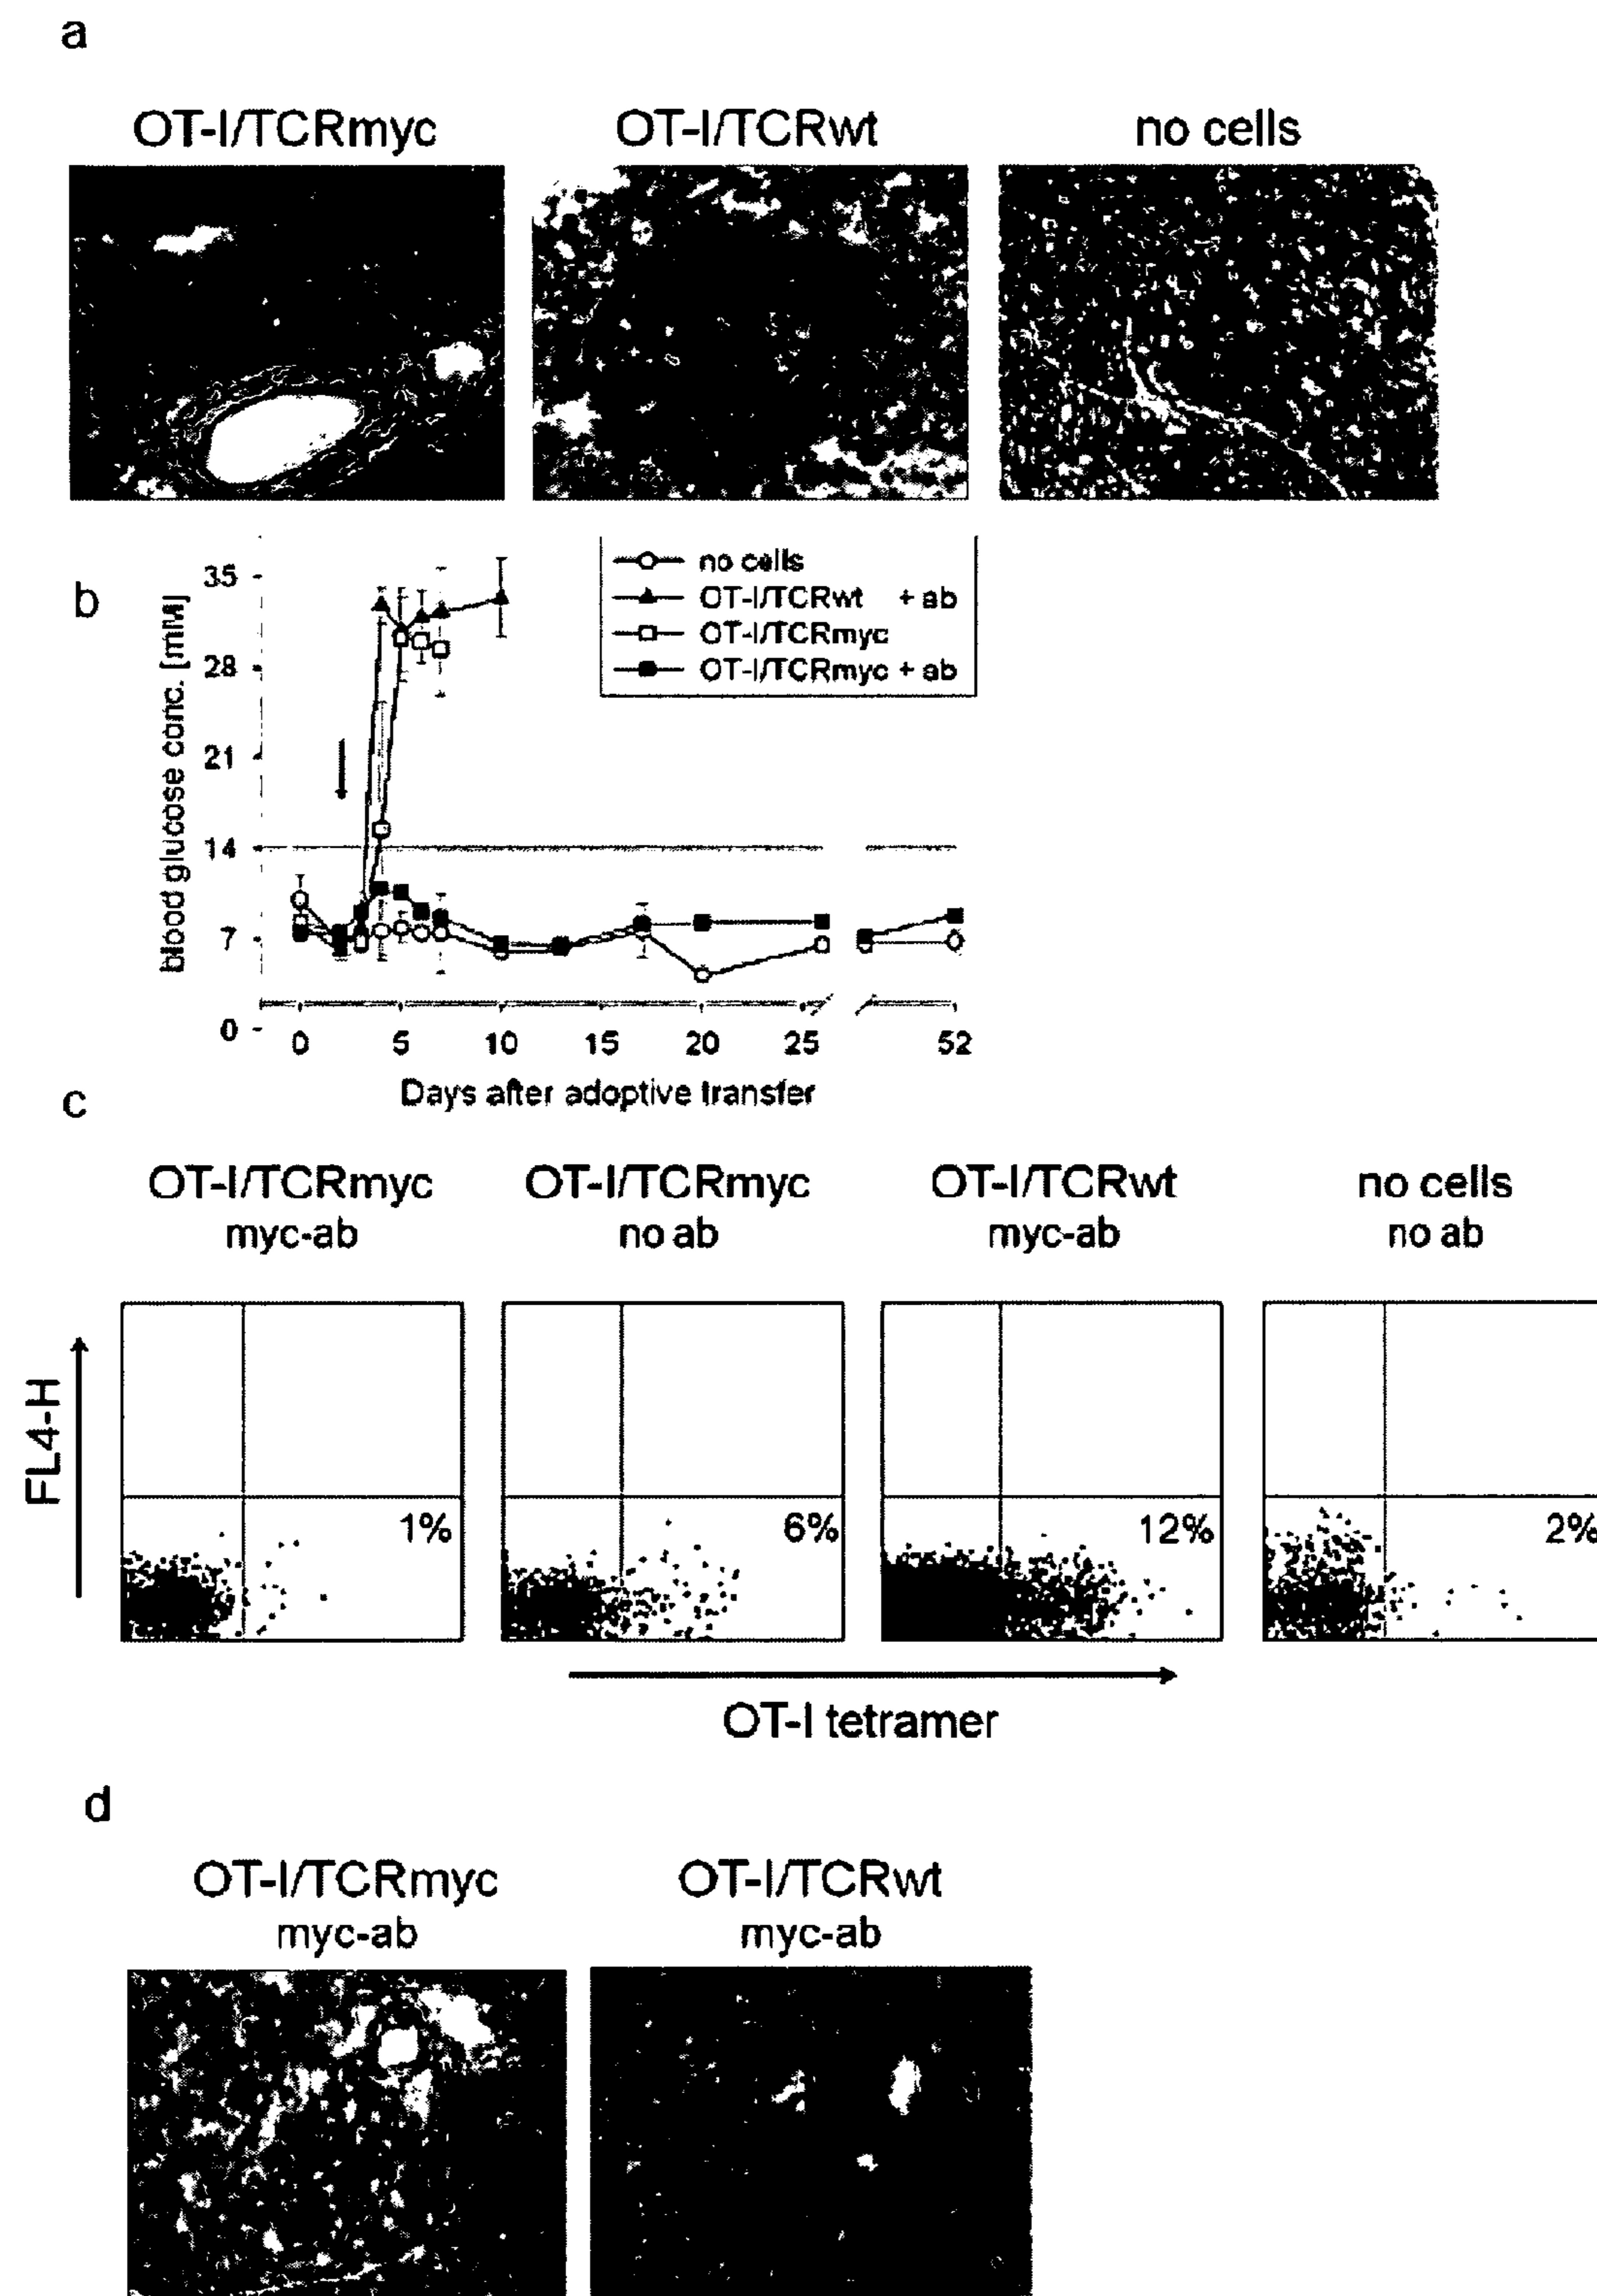 a
OT-I/TCRmyc
OT-I/TCRwt
no cells
b
blood glucose conc. [mM]
35
28
21
14
7
0
no cells
OT-I/TCRwt + ab
OT-I/TCRmyc
OT-I/TCRmyc + ab
0 5 10 15 20 25 52
Days after adoptive transfer
c
OT-I/TCRmyc
myc-ab
OT-I/TCRmyc
no ab
OT-I/TCRwt
myc-ab
no cells
no ab
FL4-H
1%
6%
12%
2%
OT-I tetramer
d
OT-I/TCRmyc
myc-ab
OT-I/TCRwt
myc-ab